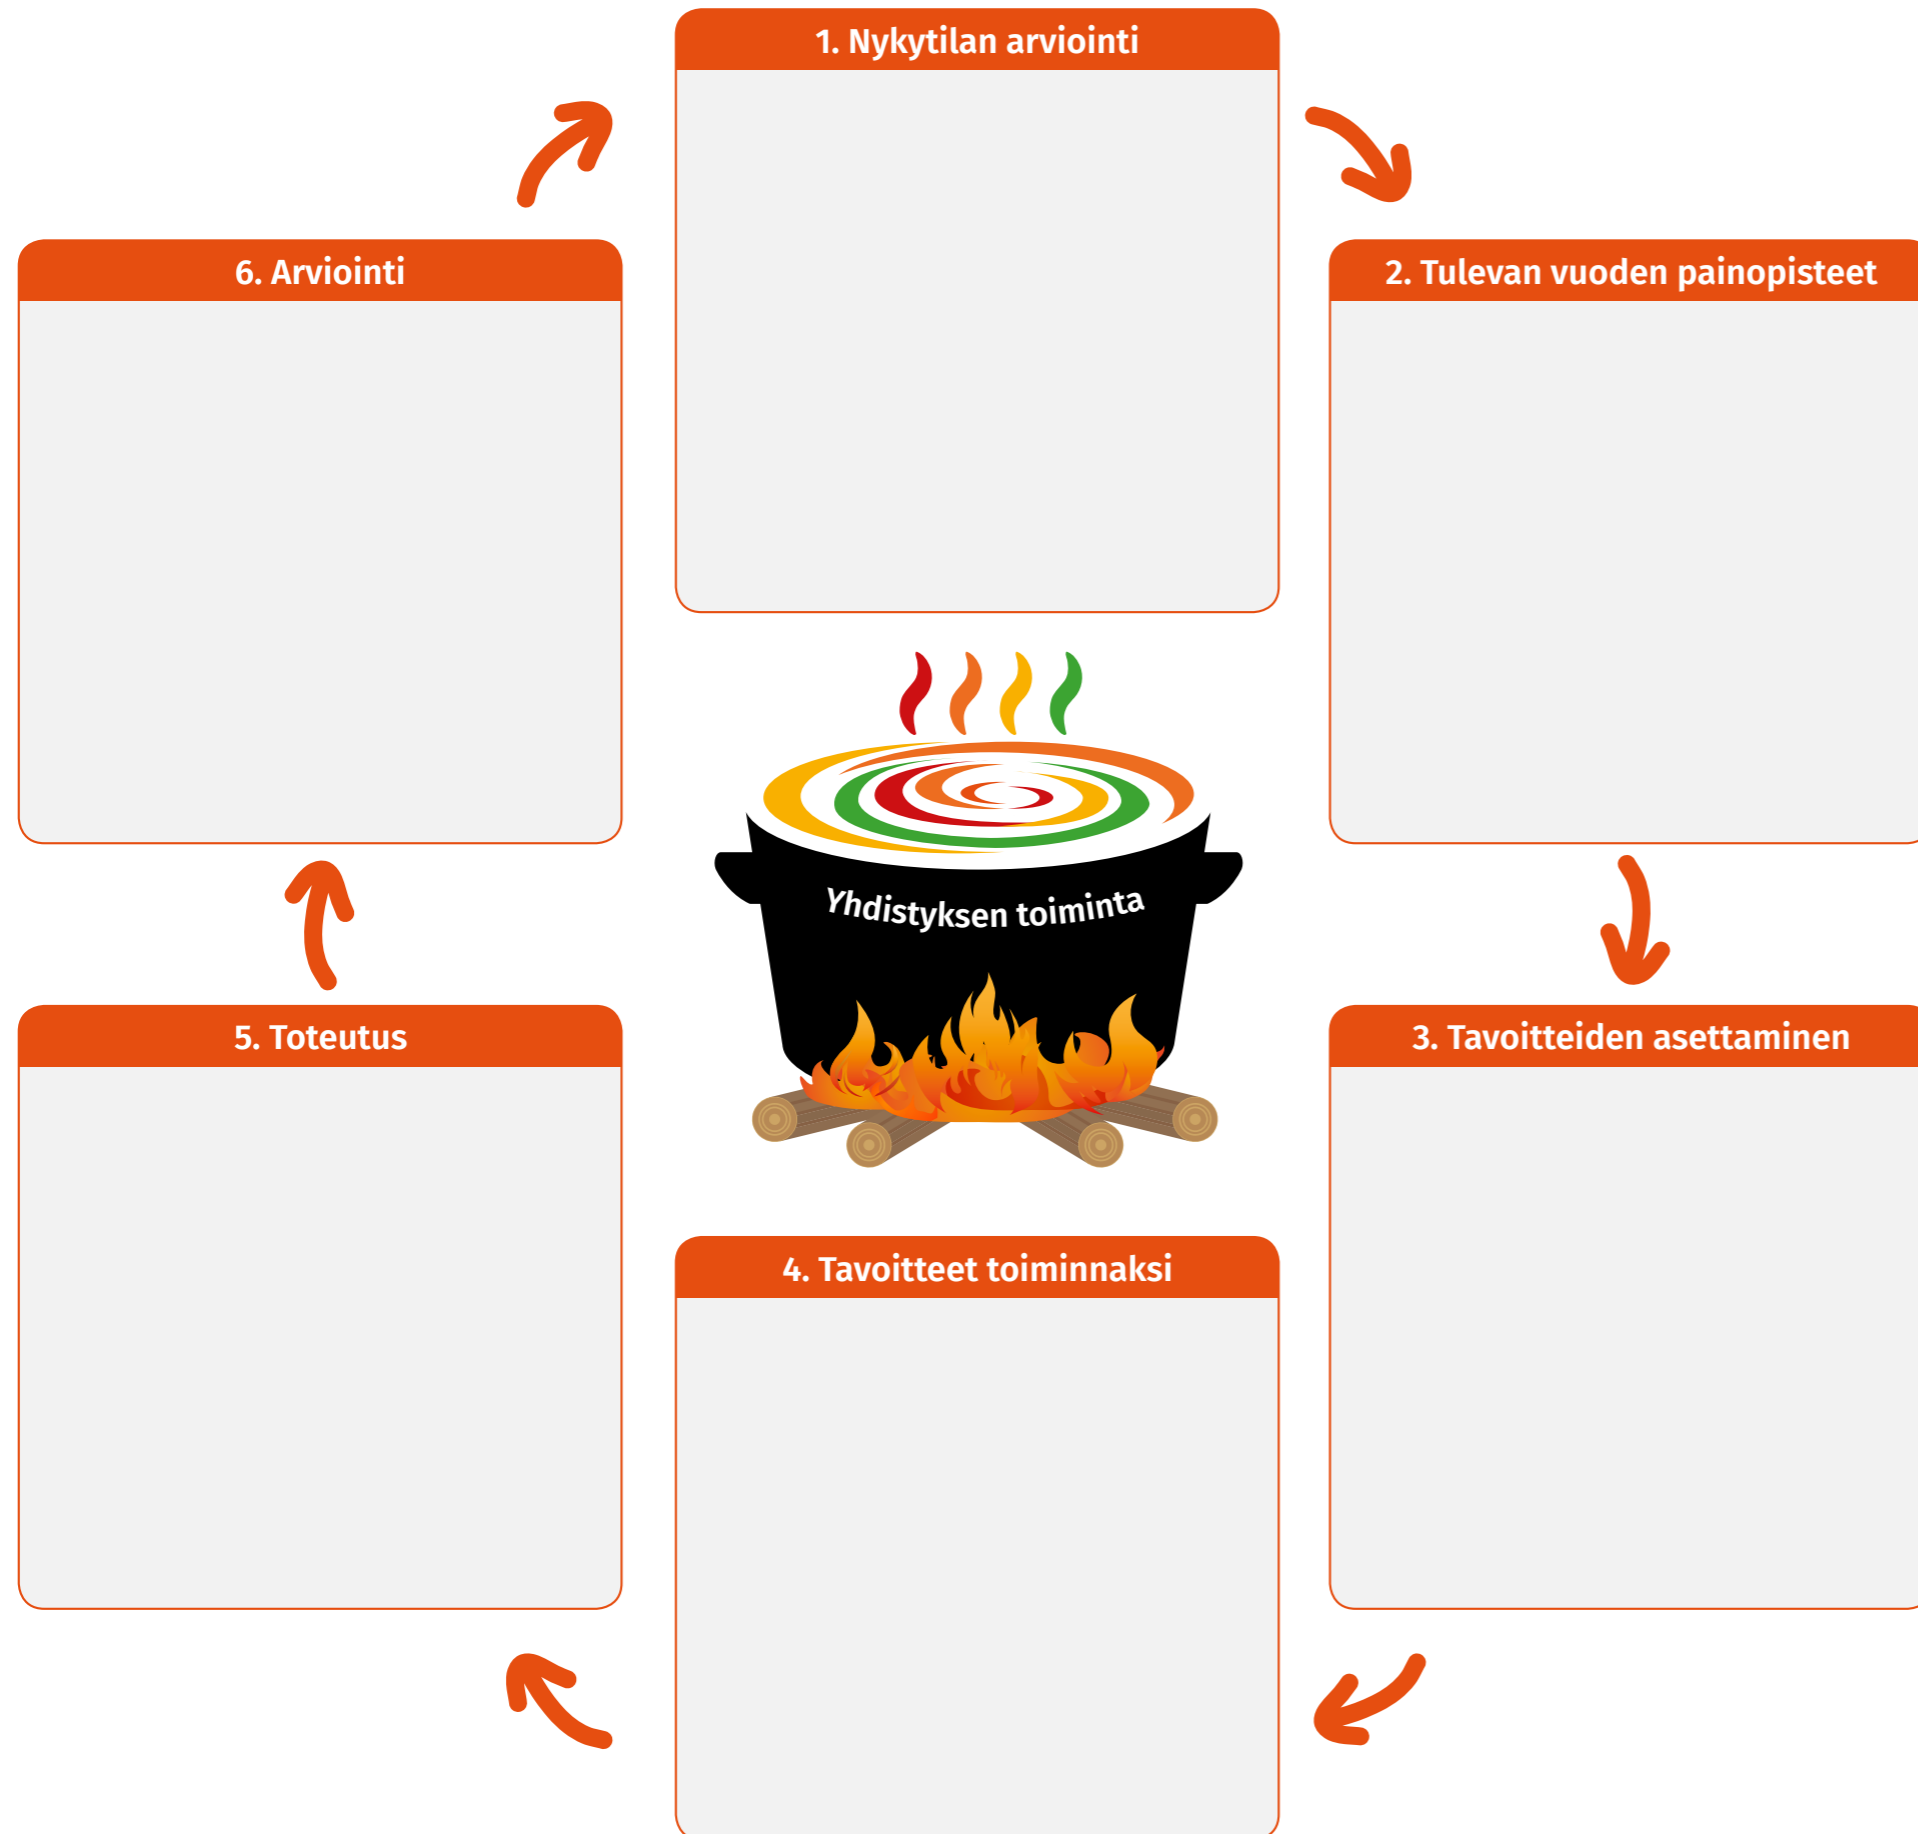 1. Nykytilan arviointi
2. Tulevan vuoden painopisteet
3. Tavoitteiden asettaminen
4. Tavoitteet toiminnaksi
5. Toteutus
6. Arviointi
Yhdistyksen toiminta